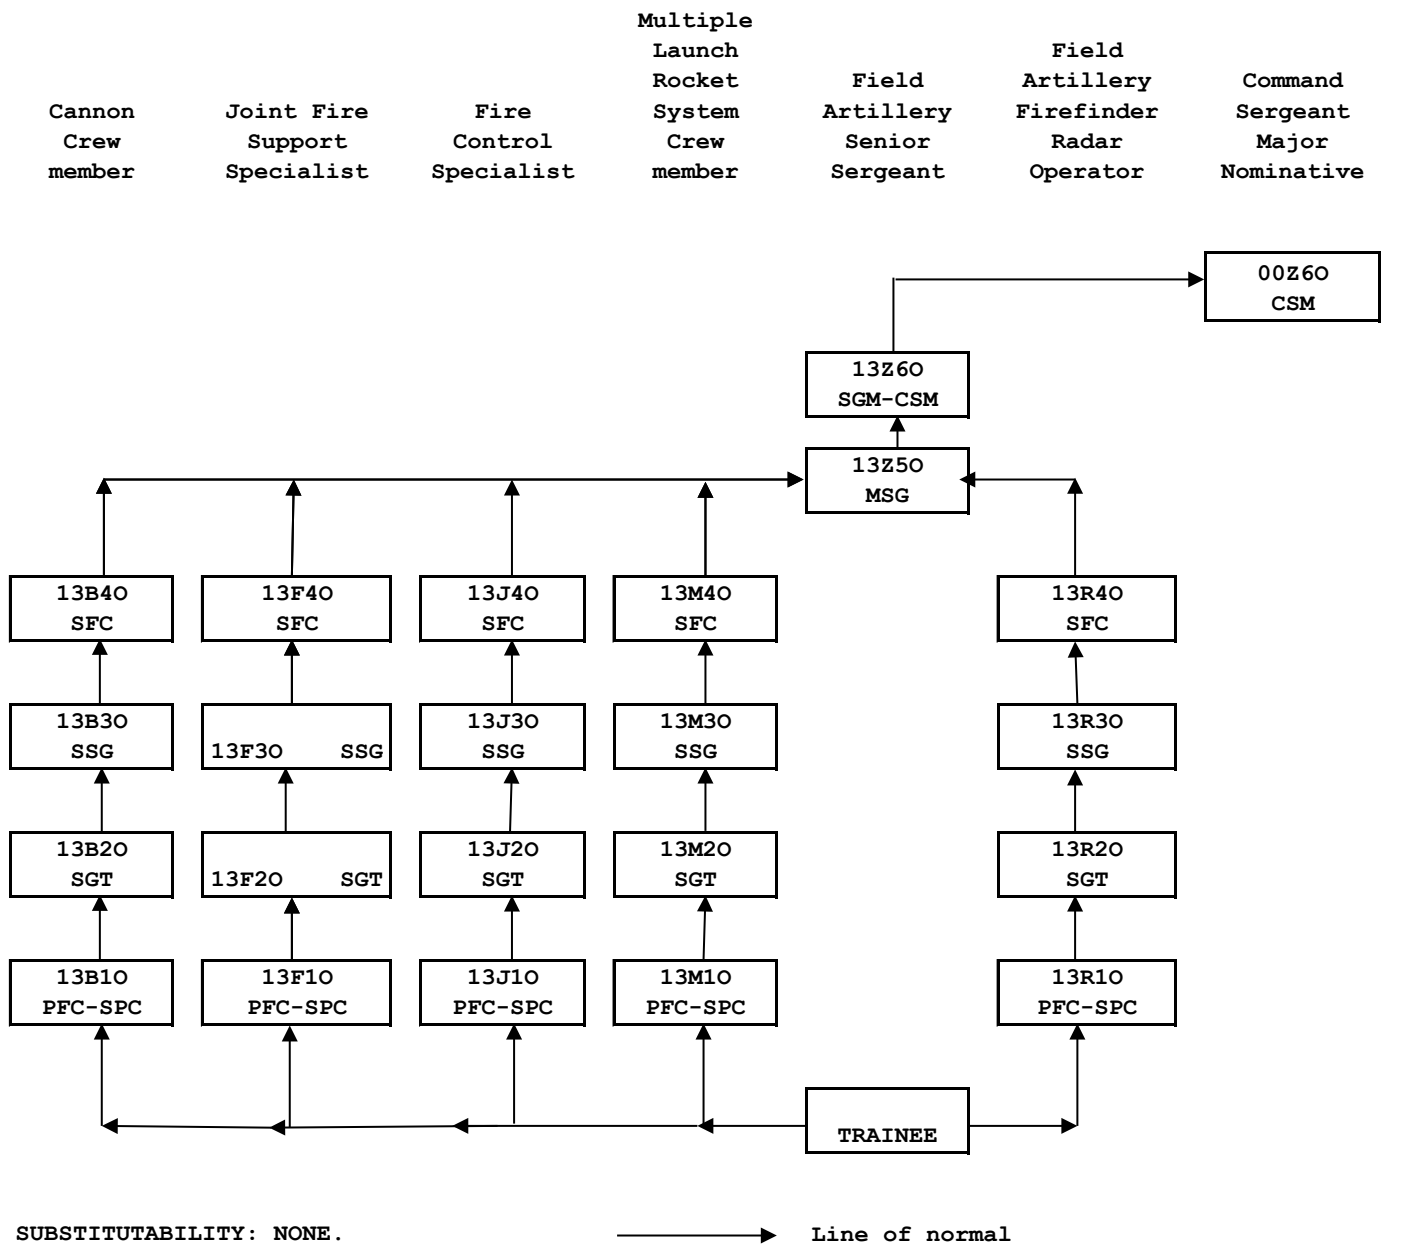 Cannon
Crew
member
Joint Fire
Support
Specialist
Fire
Control
Specialist
Multiple
Launch
Rocket
System
Crew
member
Field
Artillery
Senior
Sergeant
Field
Artillery
Firefinder
Radar
Operator
Command
Sergeant
Major
Nominative
00Z6O
CSM
13Z6O
SGM-CSM
13Z5O
MSG
13B4O
SFC
13F4O
SFC
13J4O
SFC
13M4O
SFC
13R4O
SFC
13B3O
SSG
13F3O SSG
13J3O
SSG
13M3O
SSG
13R3O
SSG
13B2O
SGT
13F2O SGT
13J2O
SGT
13M2O
SGT
13R2O
SGT
13B1O
PFC-SPC
13F1O
PFC-SPC
13J1O
PFC-SPC
13M1O
PFC-SPC
13R1O
PFC-SPC
TRAINEE
SUBSTITUTABILITY: NONE.
Line of normal